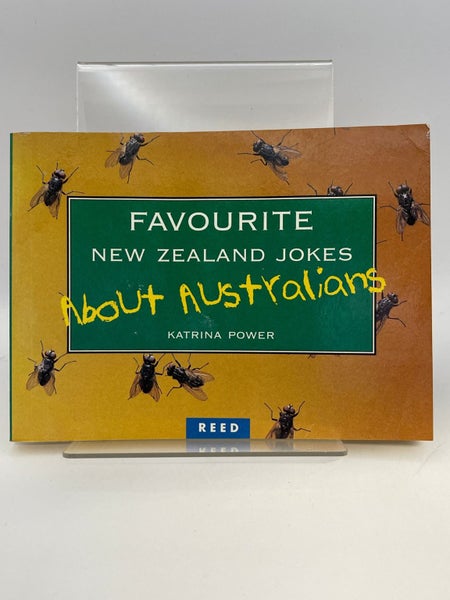 FAVOURITE
NEW ZEALAND JOKES
About Australians
KATRINA POWER
REED